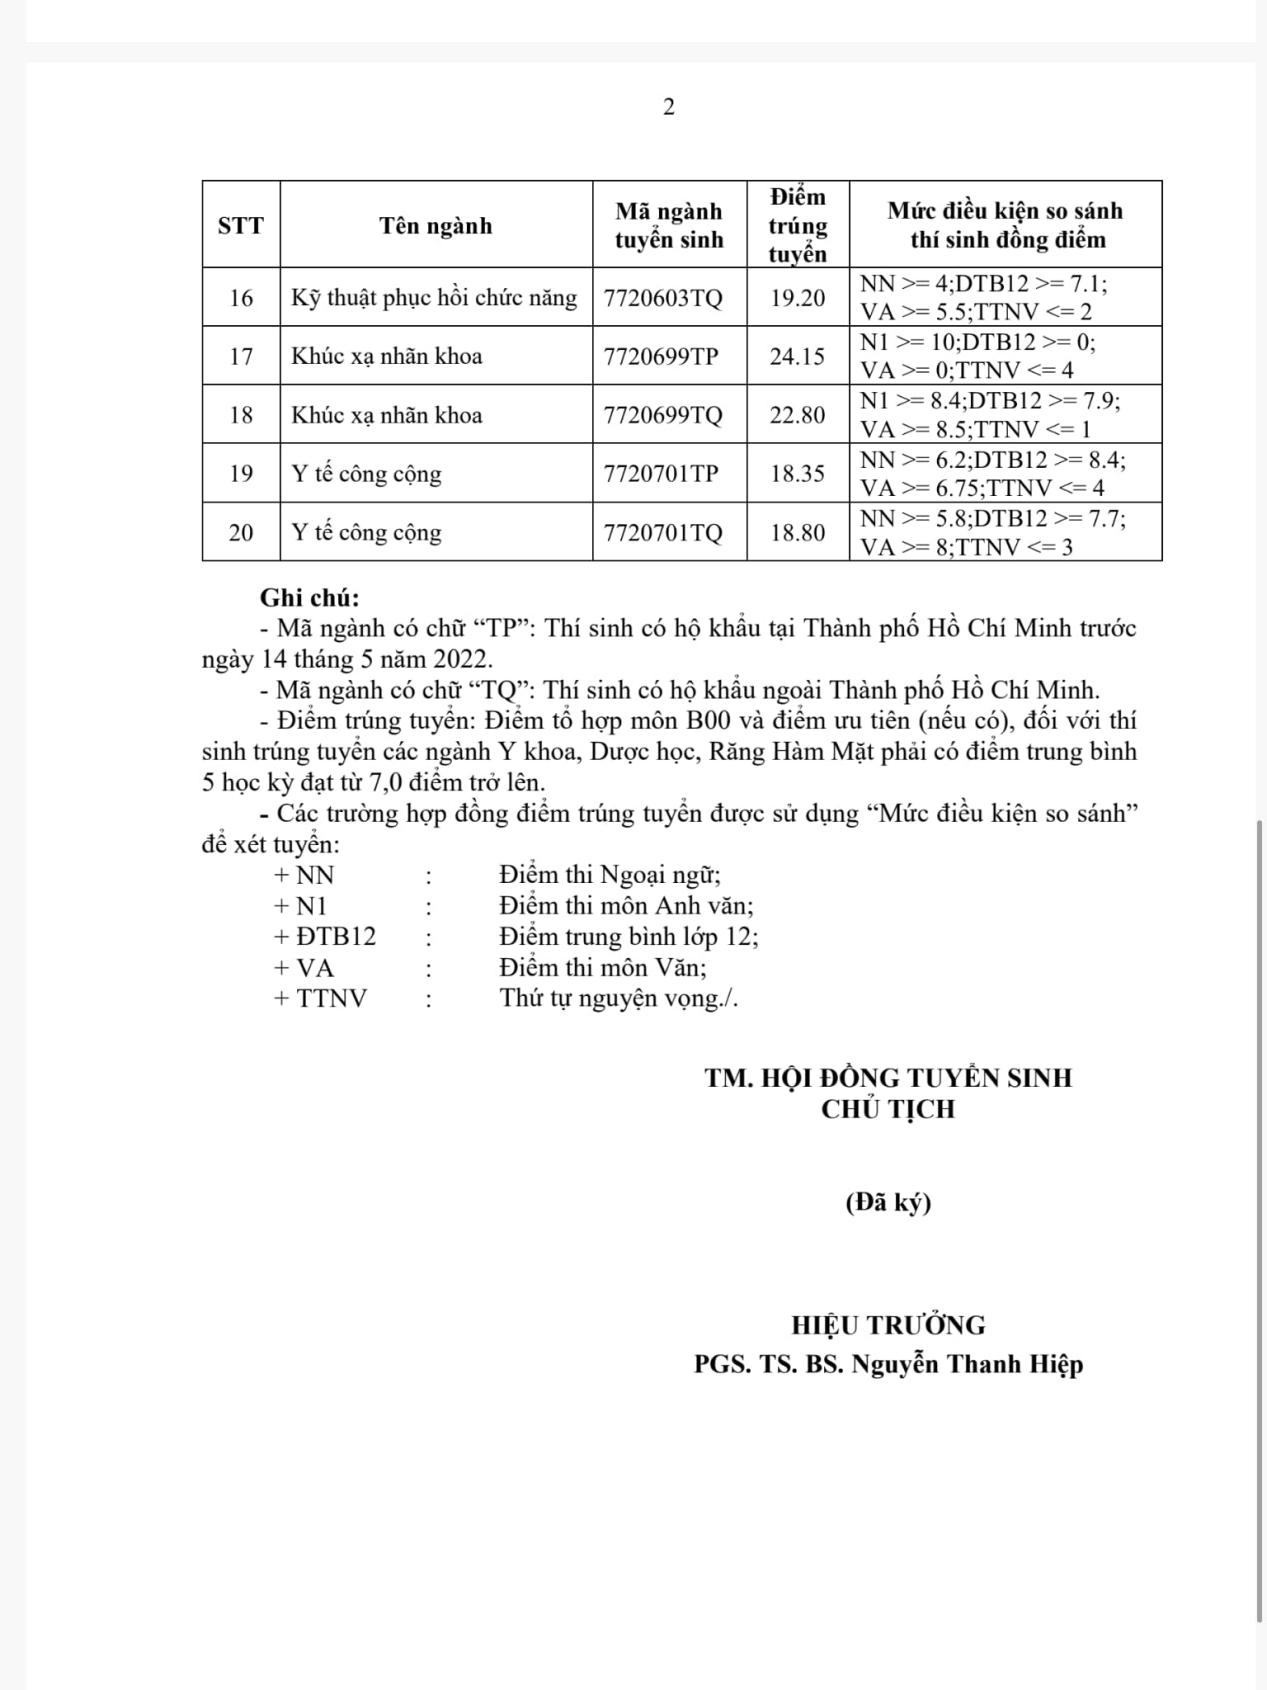 2
STT
Tên ngành
Mã ngành
tuyển sinh
Điểm
trúng
tuyển
Mức điều kiện so sánh
thí sinh đồng điểm
16
Kỹ thuật phục hồi chức năng
7720603TQ
19.20
NN >= 4;DTB12 >= 7.1;
VA >= 5.5;TTNV <= 2
17
Khúc xạ nhãn khoa
7720699TP
24.15
N1 >= 10;DTB12 >= 0;
VA >= 0;TTNV <= 4
18
Khúc xạ nhãn khoa
7720699TQ
22.80
N1 >= 8.4;DTB12 >= 7.9;
VA >= 8.5;TTNV <= 1
19
Y tế công cộng
7720701TP
18.35
NN >= 6.2;DTB12 >= 8.4;
VA >= 6.75;TTNV <= 4
20
Y tế công cộng
7720701TQ
18.80
NN >= 5.8;DTB12 >= 7.7;
VA >= 8;TTNV <= 3
Ghi chú:
- Mã ngành có chữ “TP”: Thí sinh có hộ khẩu tại Thành phố Hồ Chí Minh trước
ngày 14 tháng 5 năm 2022.
- Mã ngành có chữ “TQ”: Thí sinh có hộ khẩu ngoài Thành phố Hồ Chí Minh.
- Điểm trúng tuyển: Điểm tổ hợp môn B00 và điểm ưu tiên (nếu có), đối với thí
sinh trúng tuyển các ngành Y khoa, Dược học, Răng Hàm Mặt phải có điểm trung bình
5 học kỳ đạt từ 7,0 điểm trở lên.
- Các trường hợp đồng điểm trúng tuyển được sử dụng “Mức điều kiện so sánh”
để xét tuyển:
+ NN : Điểm thi Ngoại ngữ;
+ N1 : Điểm thi môn Anh văn;
+ ĐTB12 : Điểm trung bình lớp 12;
+ VA : Điểm thi môn Văn;
+ TTNV : Thứ tự nguyện vọng./.
TM. HỘI ĐỒNG TUYỂN SINH
CHỦ TỊCH
(Đã ký)
HIỆU TRƯỞNG
PGS. TS. BS. Nguyễn Thanh Hiệp